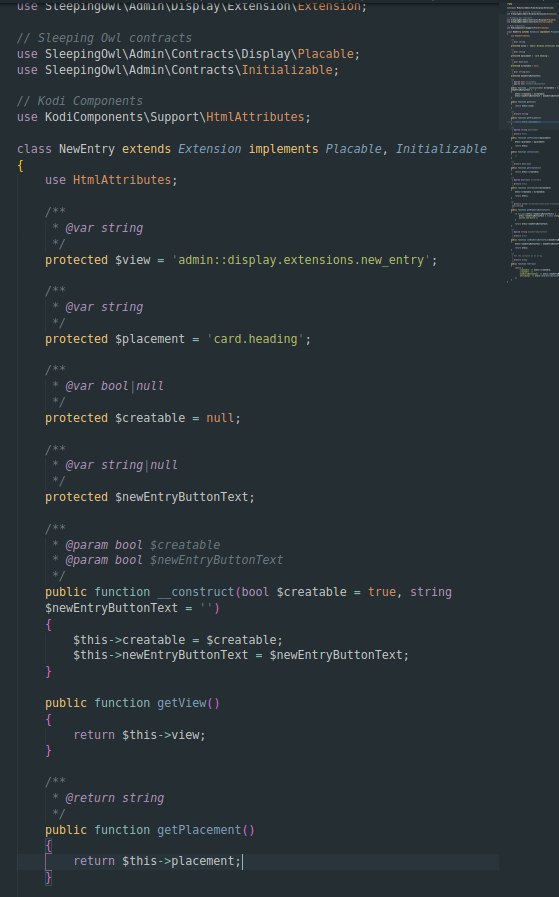 use SleepingOwl\Admin\Display\Extension\Extension;
// Sleeping Owl contracts
use SleepingOwl\Admin\Contracts\Display\Placable;
use SleepingOwl\Admin\Contracts\Initializable;
// Kodi Components
use KodiComponents\Support\HtmlAttributes;
class NewEntry extends Extension implements Placable, Initializable
{
    use HtmlAttributes;
    /**
     * @var string
     */
    protected $view = 'admin::display.extensions.new_entry';
    /**
     * @var string
     */
    protected $placement = 'card.heading';
    /**
     * @var bool|null
     */
    protected $creatable = null;
    /**
     * @var string|null
     */
    protected $newEntryButtonText;
    /**
     * @param bool $creatable
     * @param bool $newEntryButtonText
     */
    public function __construct(bool $creatable = true, string
    $newEntryButtonText = '')
    {
        $this->creatable = $creatable;
        $this->newEntryButtonText = $newEntryButtonText;
    }
    public function getView()
    {
        return $this->view;
    }
    /**
     * @return string
     */
    public function getPlacement()
    {
        return $this->placement;
    }